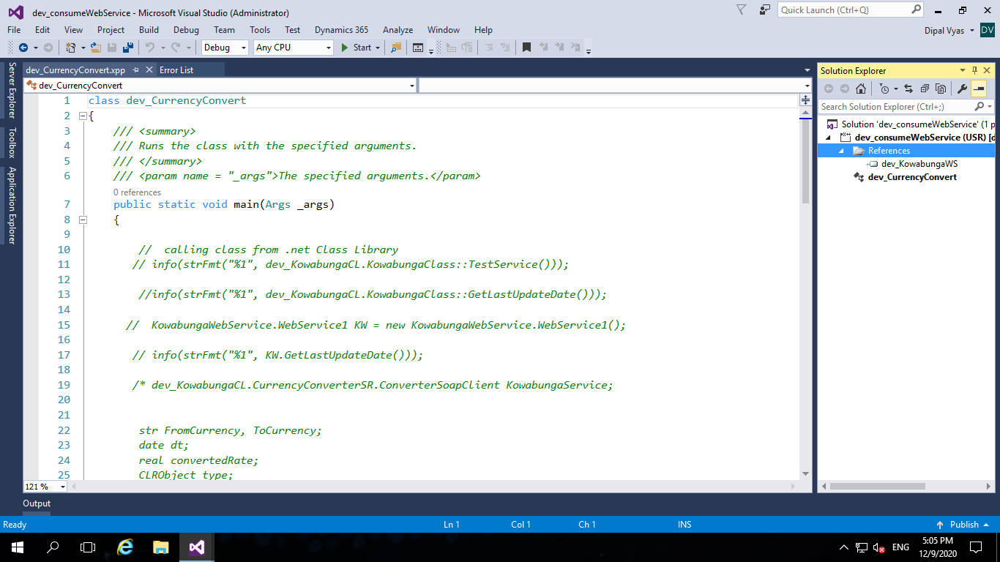 dev_consumeWebService - Microsoft Visual Studio (Administrator)
Quick Launch (Ctrl+Q)
File Edit View Project Build Debug Team Tools Test Dynamics 365 Analyze Window Help
Dipal Vyas DV
Debug Any CPU Start
Server Explorer
Toolbox
Application Explorer
dev_CurrencyConvert.xpp Error List
dev_CurrencyConvert
1 class dev_CurrencyConvert
2 {
3 /// <summary>
4 /// Runs the class with the specified arguments.
5 /// </summary>
6 /// <param name = "_args">The specified arguments.</param>
0 references
7 public static void main(Args _args)
8 {
9
10 //  calling class from .net Class Library
11 // info(strFmt("%1", dev_KowabungaCL.KowabungaClass::TestService()));
12
13 //info(strFmt("%1", dev_KowabungaCL.KowabungaClass::GetLastUpdateDate()));
14
15 //  KowabungaWebService.WebService1 KW = new KowabungaWebService.WebService1();
16
17 // info(strFmt("%1", KW.GetLastUpdateDate()));
18
19 /* dev_KowabungaCL.CurrencyConverterSR.ConverterSoapClient KowabungaService;
20
21
22 str FromCurrency, ToCurrency;
23 date dt;
24 real convertedRate;
25 CLRObject type;
121 %
Solution Explorer
Search Solution Explorer (Ctrl+;)
Solution 'dev_consumeWebService' (1 p
dev_consumeWebService (USR) [d
References
dev_KowabungaWS
dev_CurrencyConvert
Output
Ready Ln 1 Col 1 Ch 1 INS Publish
ENG
5:05 PM
12/9/2020